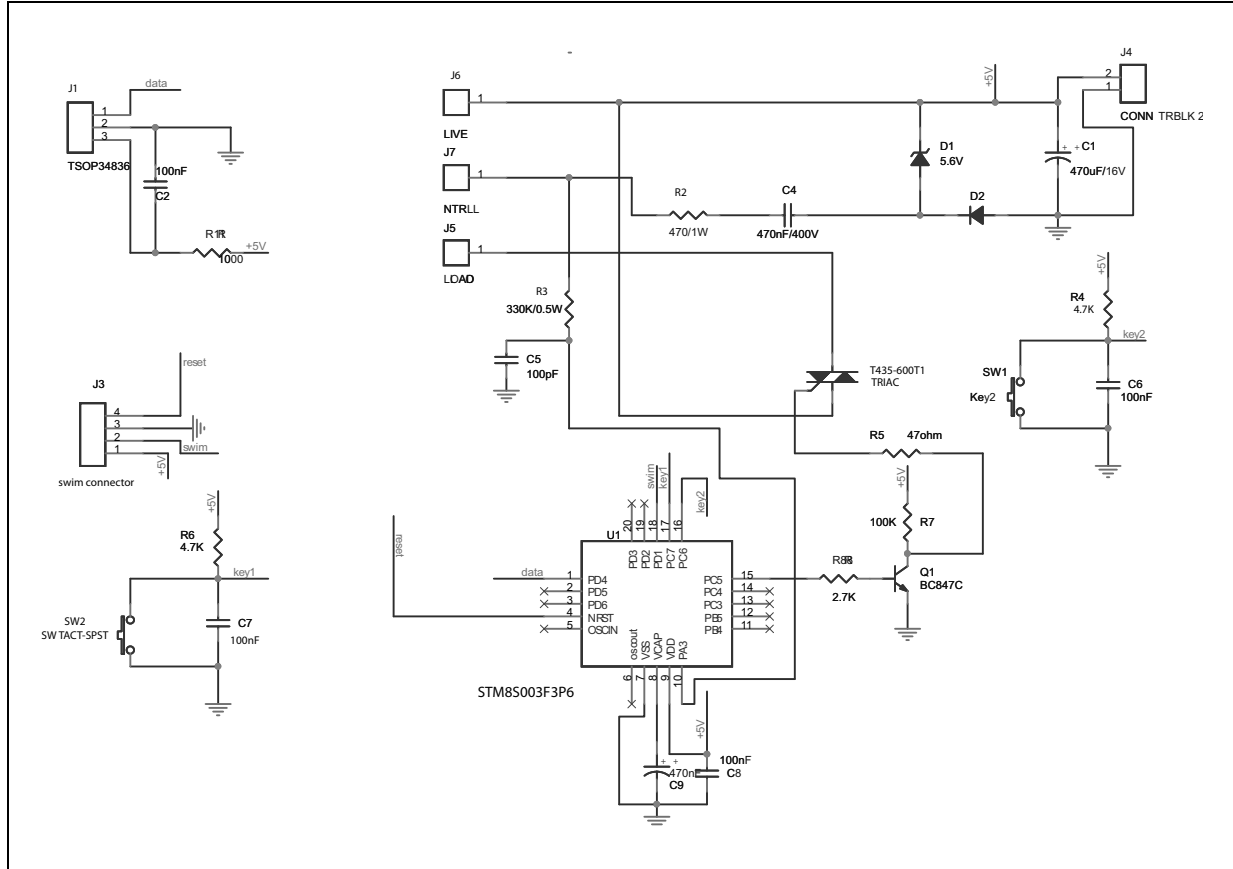 J1
data
1
2
3
TSOP34836
100nF
C2
R1
+5V
1000
J3
reset
4
3
2
1
swim
+5V
swim connector
+5V
R6
4.7K
key1
SW2
SW TACT-SPST
C7
100nF
J6
1
LIVE
J7
1
NTRLL
J5
1
LOAD
R2
470/1W
C4
470nF/400V
R3
330K/0.5W
C5
100pF
+5V
D1
5.6V
D2
J4
2
1
CONN TRBLK 2
+ +
C1
470uF/16V
T435-600T1
TRIAC
+5V
R4
4.7K
key2
SW1
Key2
C6
100nF
R5 47ohm
+5V
100K R7
R8
2.7K
Q1
BC847C
reset
data
swim
key1
key2
U1
20 19 18 17 16
PD3 PD2 PD1 PC7 PC6
1 PD4
2 PD5
3 PD6
4 NRST
5 OSCIN
PC5 15
PC4 14
PC3 13
PB5 12
PB4 11
oscout VSS VCAP VDD PA3
6 7 8 9 10
STM8S003F3P6
+5V
+ +
C9
100nF
C8